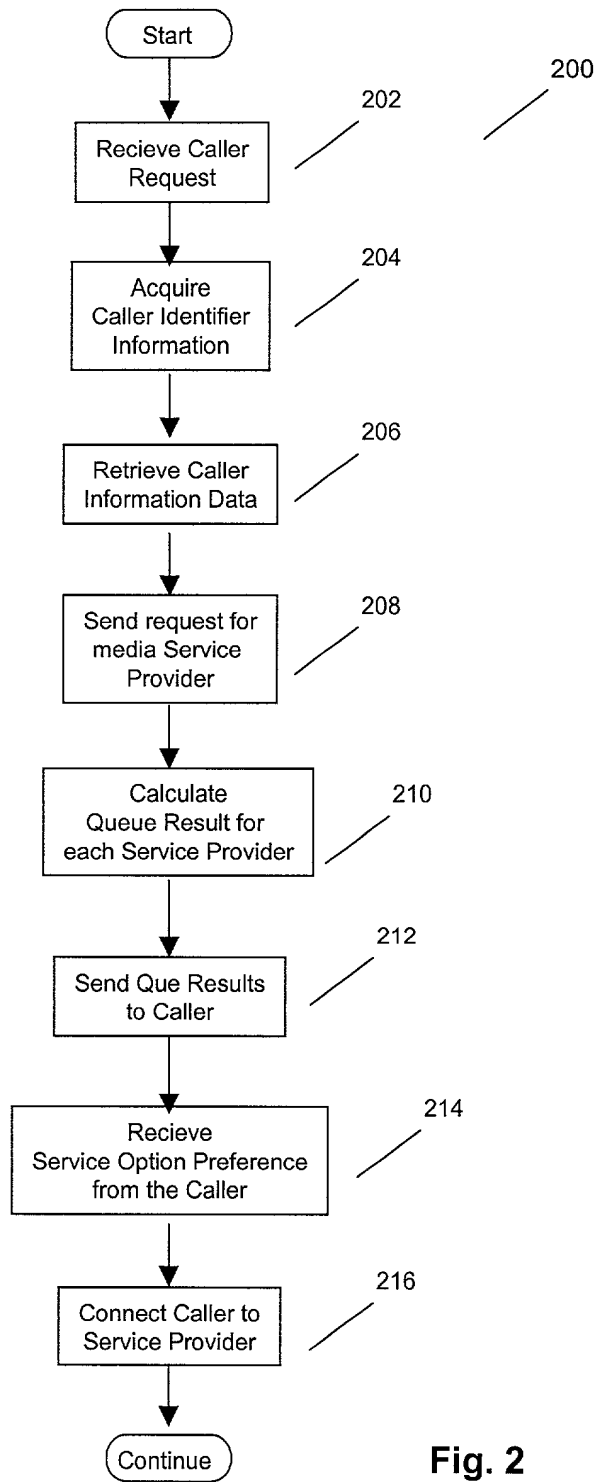 Start
200
202
Recieve Caller
Request
204
Acquire
Caller Identifier
Information
206
Retrieve Caller
Information Data
208
Send request for
media Service
Provider
210
Calculate
Queue Result for
each Service Provider
212
Send Que Results
to Caller
214
Recieve
Service Option Preference
from the Caller
216
Connect Caller to
Service Provider
Continue
Fig. 2